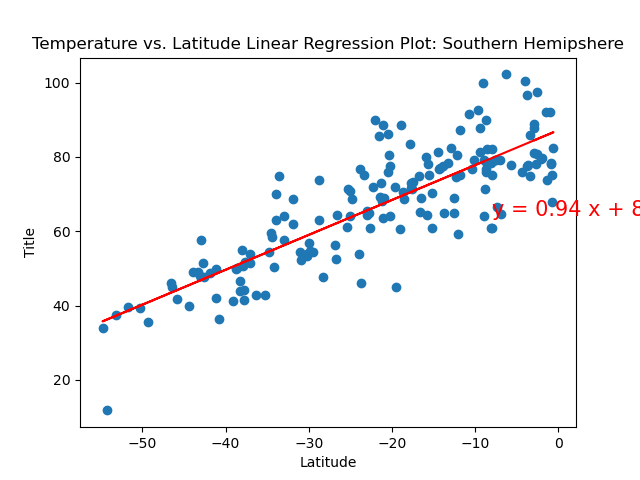 Temperature vs. Latitude Linear Regression Plot: Southern Hemipshere
100
80
60
40
20
Title
y = 0.94 x + 8
−50
−40
−30
−20
−10
0
Latitude